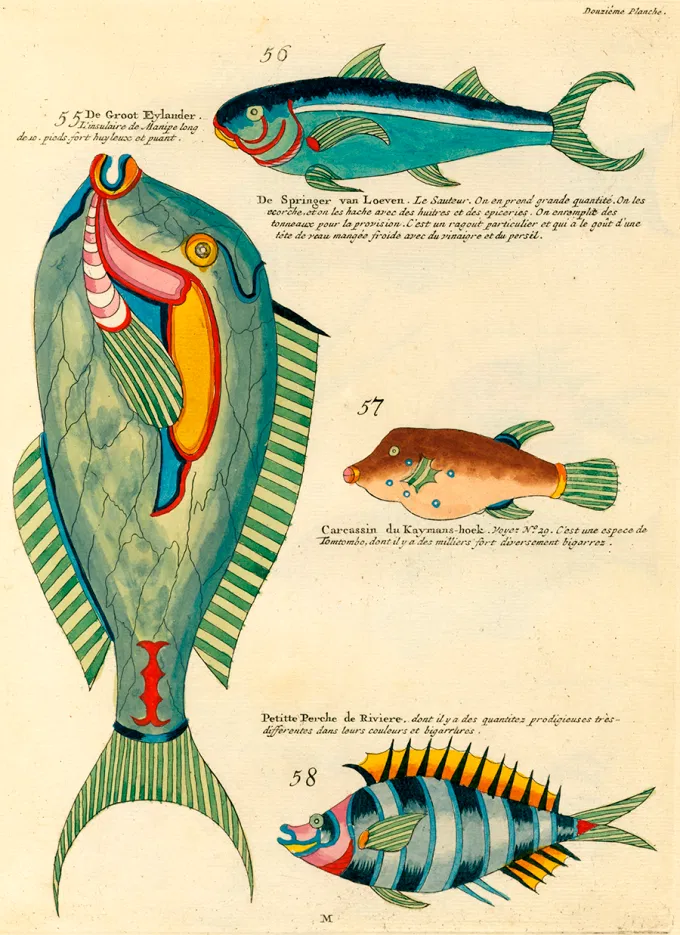 Douziéme Planche.
56
55 De Groot Eylander.
L'insulaire de Manipe long
de 10. pieds fort huyleux et puant.
De Springer van Loeven. Le Sauteur. On en prend grande quantité. On les
ecorche, et on les hache avec des huitres et des epiceries. On en remplit des
tonneaux pour la provision. C'est un ragout particulier et qui a le goût d'une
tête de veau mangée froide avec du vinaigre et du persil.
57
Carcassin du Kaymans-hoek. Voyez N.º 20. C'est une espece de
Tomtombo, dont il y a des milliers fort diversement bigarrez.
Petitte Perche de Riviere, dont il y a des quantitez prodigieuses très-
differentes dans leurs couleurs et bigarrures.
58
M